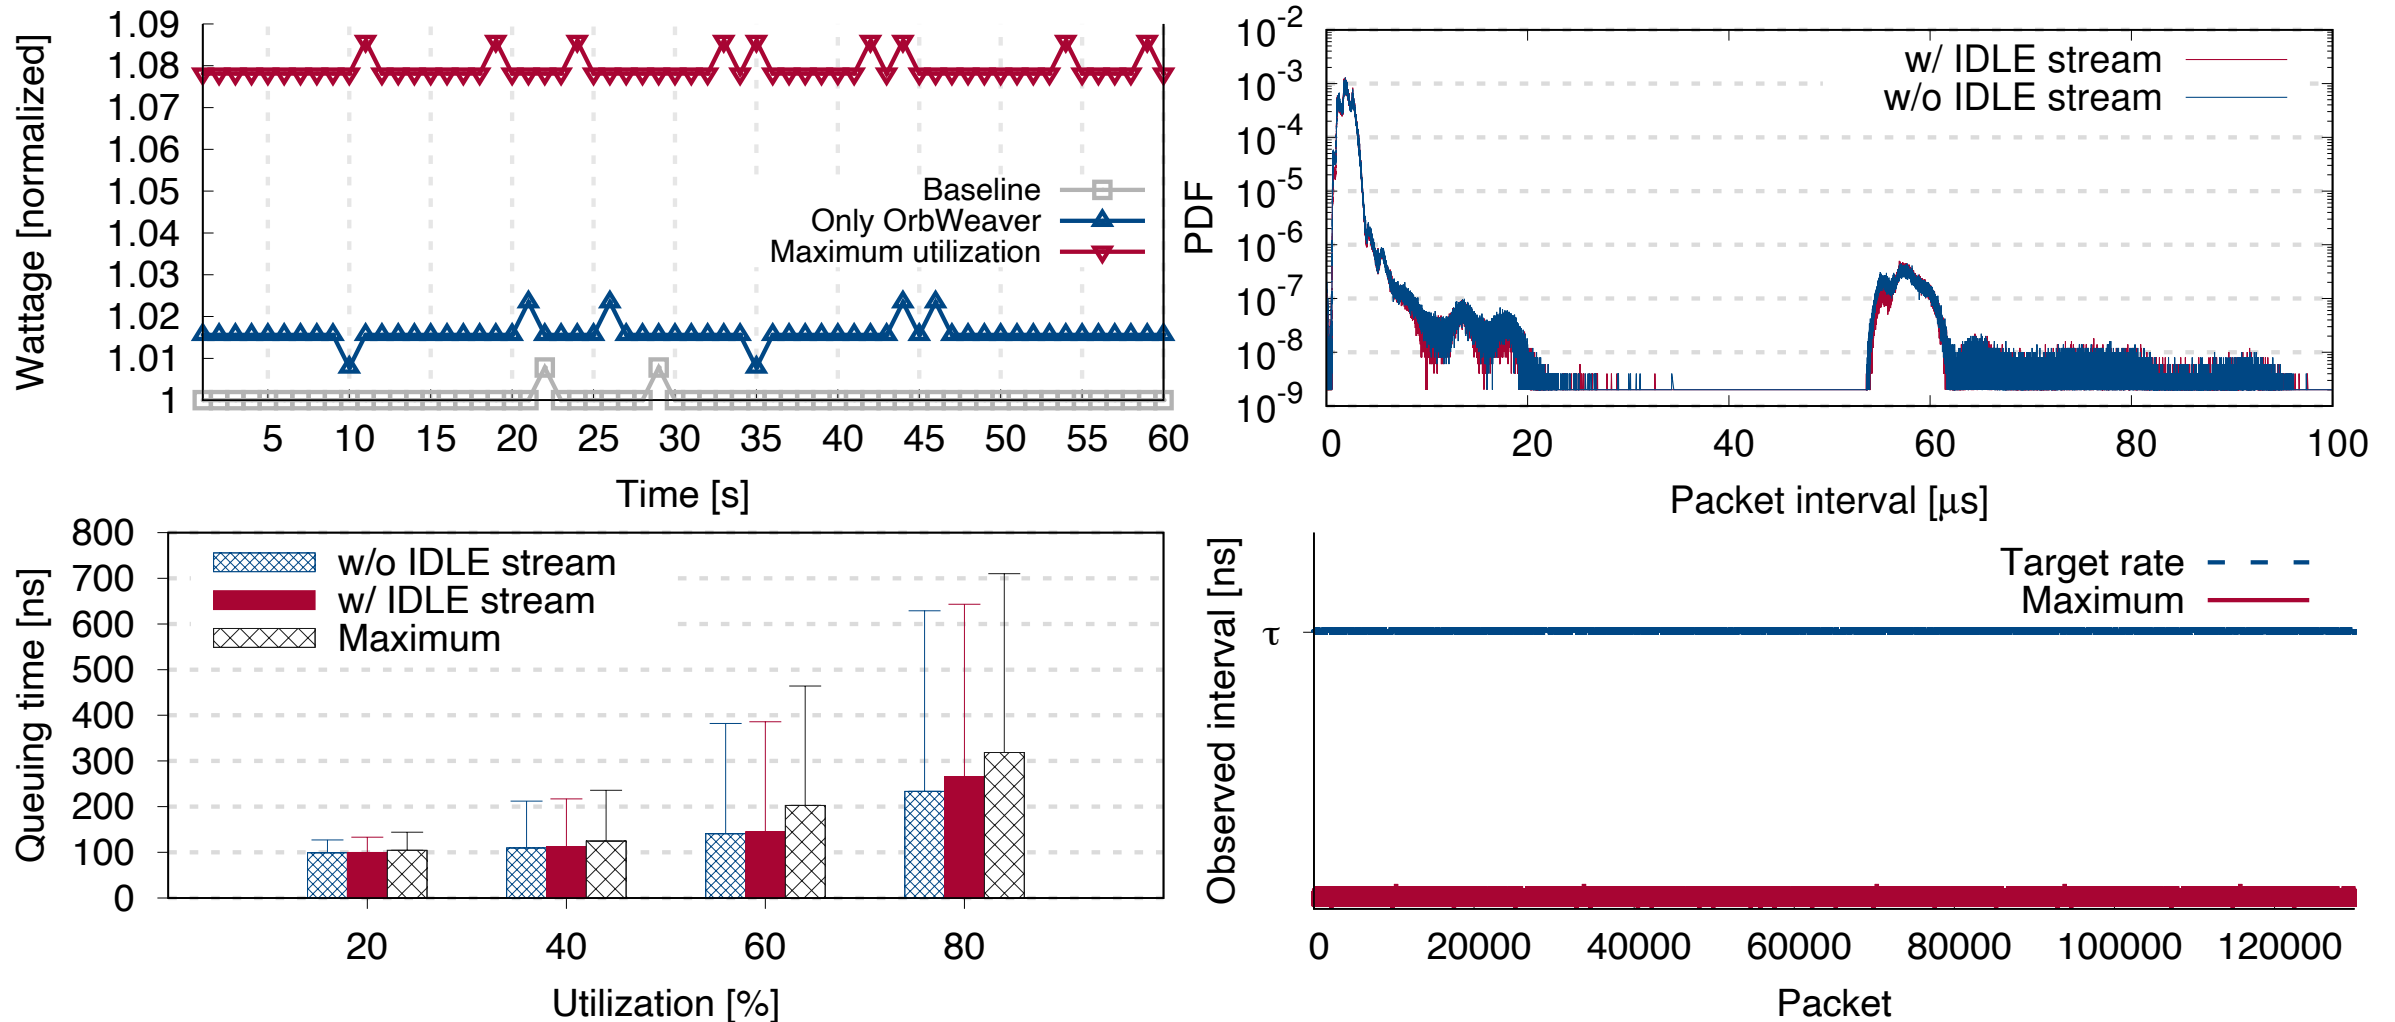 Wattage [normalized]
1.09
1.08
1.07
1.06
1.05
1.04
1.03
1.02
1.01
1
Baseline
Only OrbWeaver
Maximum utilization
5 10 15 20 25 30 35 40 45 50 55 60
Time [s]
PDF
10-2
10-3
10-4
10-5
10-6
10-7
10-8
10-9
w/ IDLE stream
w/o IDLE stream
0 20 40 60 80 100
Packet interval [μs]
Queuing time [ns]
800
700
600
500
400
300
200
100
0
w/o IDLE stream
w/ IDLE stream
Maximum
20 40 60 80
Utilization [%]
Observed interval [ns]
τ
Target rate
Maximum
0 20000 40000 60000 80000 100000 120000
Packet